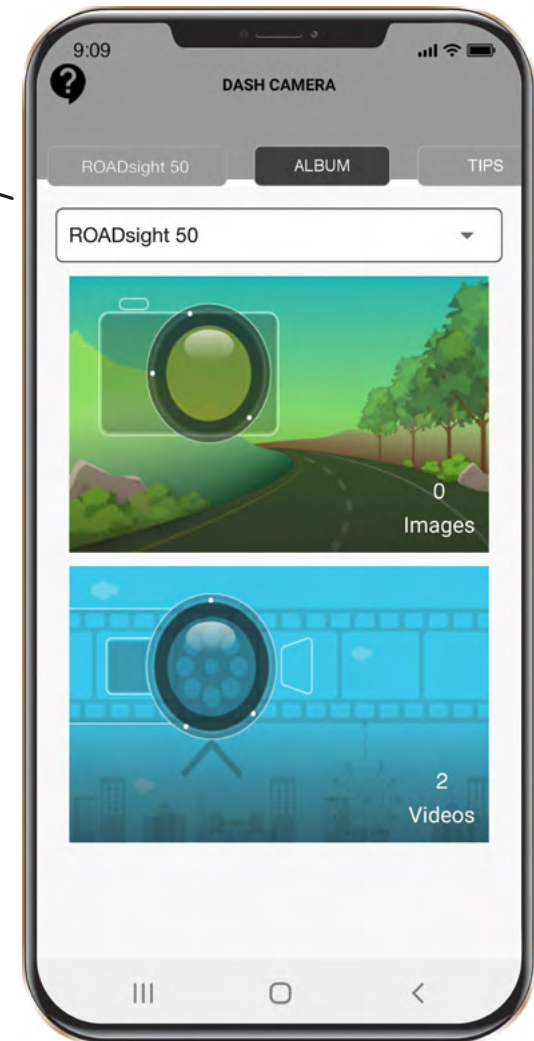 9:09
?
DASH CAMERA
ROADsight 50
ALBUM
TIPS
ROADsight 50
0
Images
2
Videos